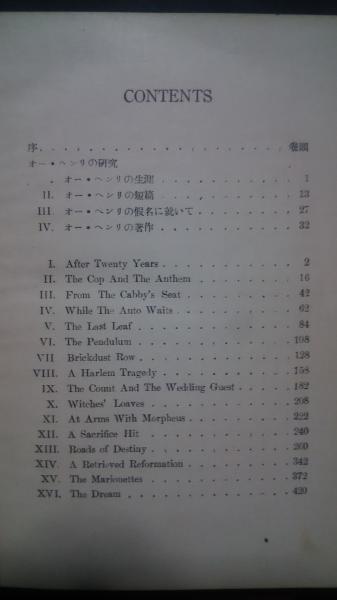 CONTENTS
序 . . . . . . . . . . . . . . . . . 巻頭
オー・ヘンリの研究
. オー・ヘンリの生涯 . . . . . . . . . . 1
II. オー・ヘンリの短篇 . . . . . . . . . . 13
III オー・ヘンリの假名に就いて . . . . . . . 27
IV. オー・ヘンリの著作 . . . . . . . . . . 32
I. After Twenty Years . . . . . . . . . . 2
II. The Cop And The Anthem . . . . . . . . 16
III. From The Cabby's Seat . . . . . . . . 42
IV. While The Auto Waits . . . . . . . . . 62
V. The Last Leaf . . . . . . . . . . . . 84
VI. The Pendulum . . . . . . . . . . . . 108
VII Brickdust Row . . . . . . . . . . . . 128
VIII. A Harlem Tragedy . . . . . . . . . . 158
IX. The Count And The Wedding Guest . . . . 182
X. Witches' Loaves . . . . . . . . . . . 208
XI. At Arms With Morpheus . . . . . . . . 222
XII. A Sacrifice Hit . . . . . . . . . . . 240
XIII. Roads of Destiny . . . . . . . . . . 260
XIV. A Retrieved Reformation . . . . . . . 342
XV. The Marionettes . . . . . . . . . . . 372
XVI. The Dream . . . . . . . . . . . . . 420